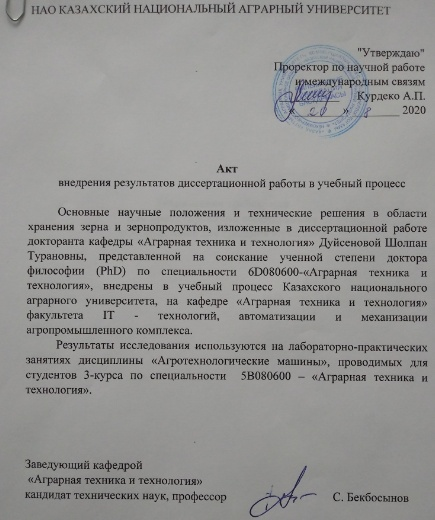 НАО КАЗАХСКИЙ НАЦИОНАЛЬНЫЙ АГРАРНЫЙ УНИВЕРСИТЕТ
"Утверждаю"
Проректор по научной работе
и международным связям
Курдеко А.П.
« 20 » 8 2020
Акт
внедрения результатов диссертационной работы в учебный процесс
Основные научные положения и технические решения в области
хранения зерна и зернопродуктов, изложенные в диссертационной работе
докторанта кафедры «Аграрная техника и технология» Дуйсеновой Шолпан
Турановны, представленной на соискание ученной степени доктора
философии (PhD) по специальности 6D080600-«Аграрная техника и
технология», внедрены в учебный процесс Казахского национального
аграрного университета, на кафедре «Аграрная техника и технология»
факультета IT - технологий, автоматизации и механизации
агропромышленного комплекса.
Результаты исследования используются на лабораторно-практических
занятиях дисциплины «Агротехнологические машины», проводимых для
студентов 3-курса по специальности 5В080600 – «Аграрная техника и
технология».
Заведующий кафедрой
«Аграрная техника и технология»
кандидат технических наук, профессор С. Бекбосынов